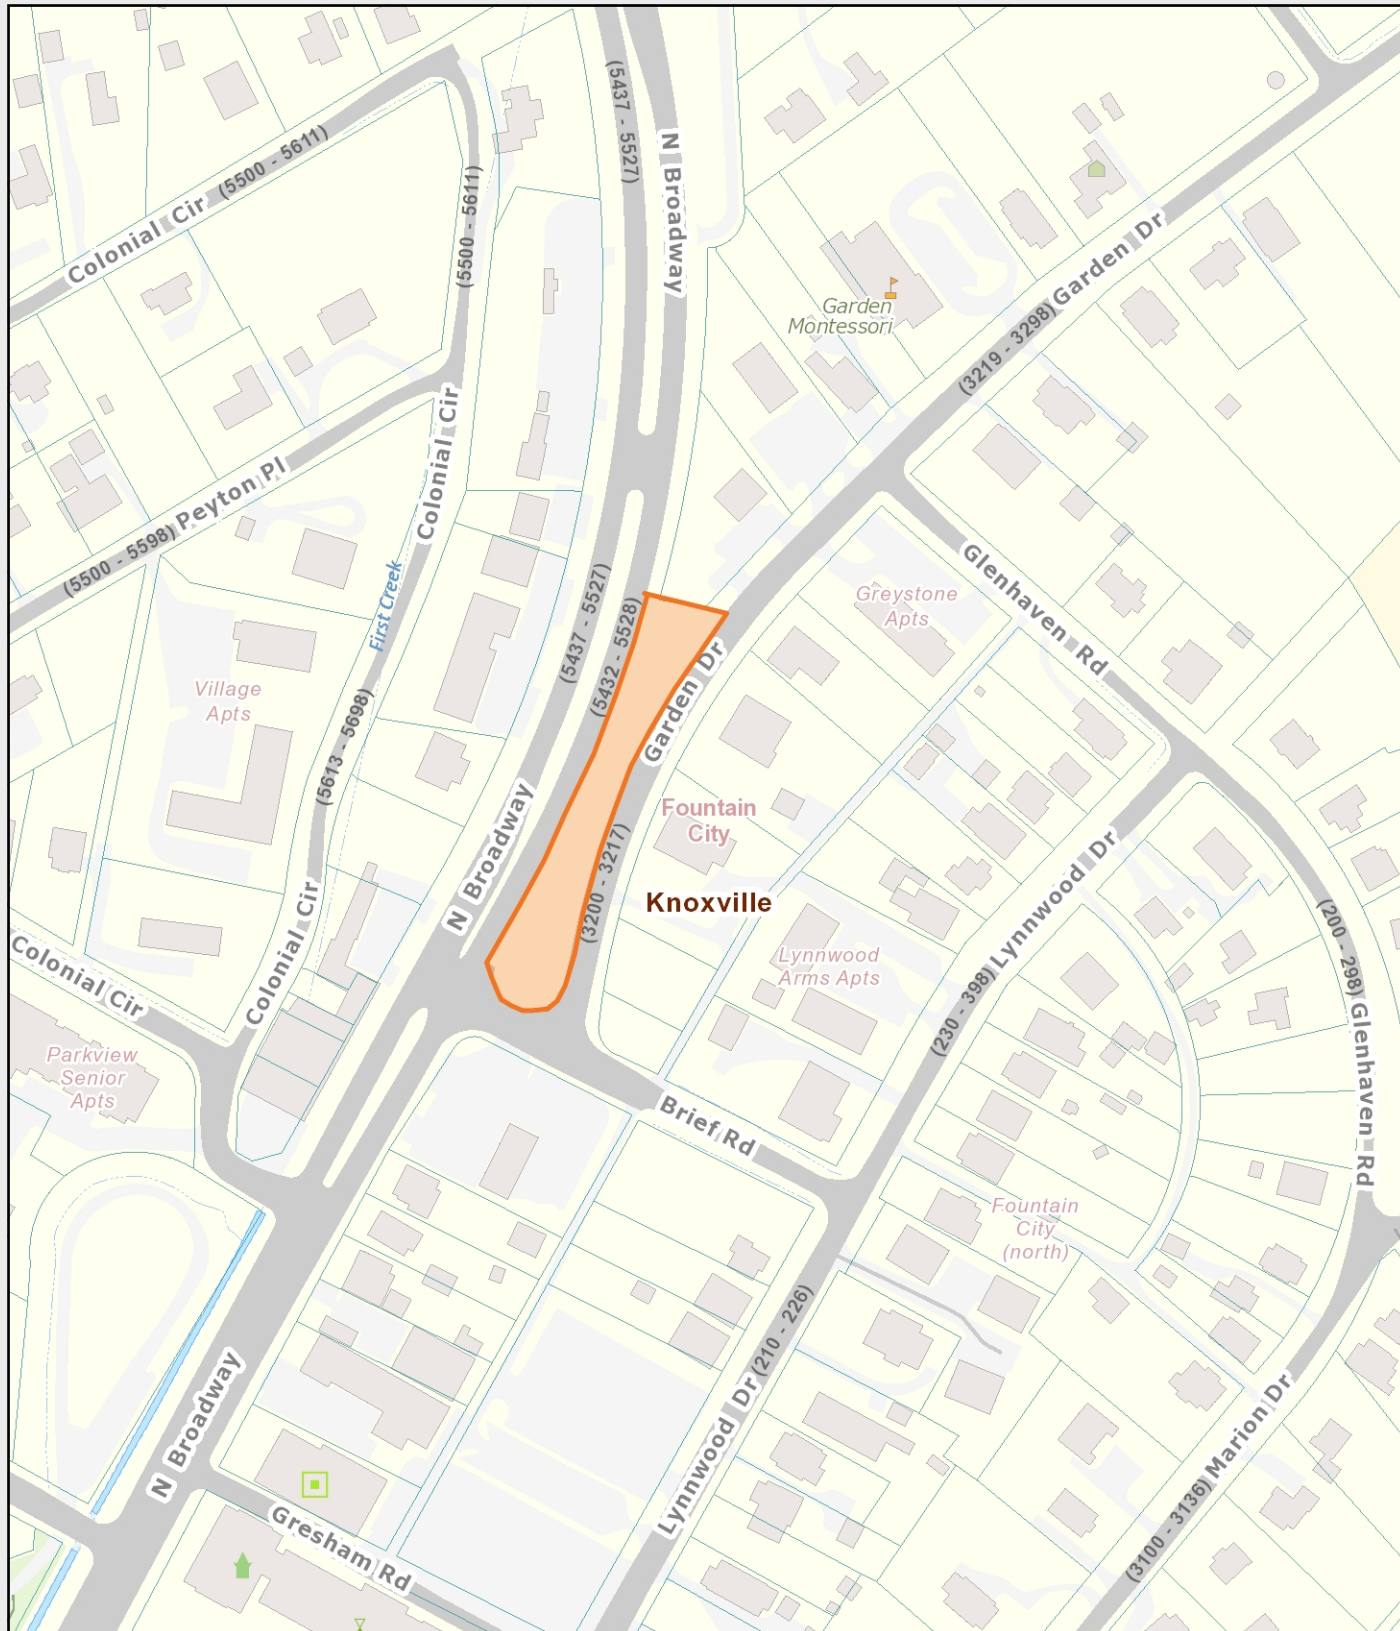 (5437 - 5527)
N Broadway
(5500 - 5611)
Colonial Cir
(5500 - 5611)
Garden Dr
(3219 - 3298)
Garden
Montessori
Colonial Cir
Peyton Pl
(5500 - 5598)
First Creek
(5437 - 5527)
(5432 - 5528)
Greystone
Apts
Glenhaven Rd
Village
Apts
Garden Dr
(5613 - 5698)
Fountain
City
(3200 - 3217)
N Broadway
Knoxville
Lynnwood Dr
(230 - 398)
Lynnwood
Arms Apts
(200 - 298)
Glenhaven Rd
Colonial Cir
Colonial Cir
Parkview
Senior
Apts
Brief Rd
Fountain
City
(north)
(210 - 226)
Lynnwood Dr
N Broadway
Marion Dr
(3100 - 3136)
Gresham Rd